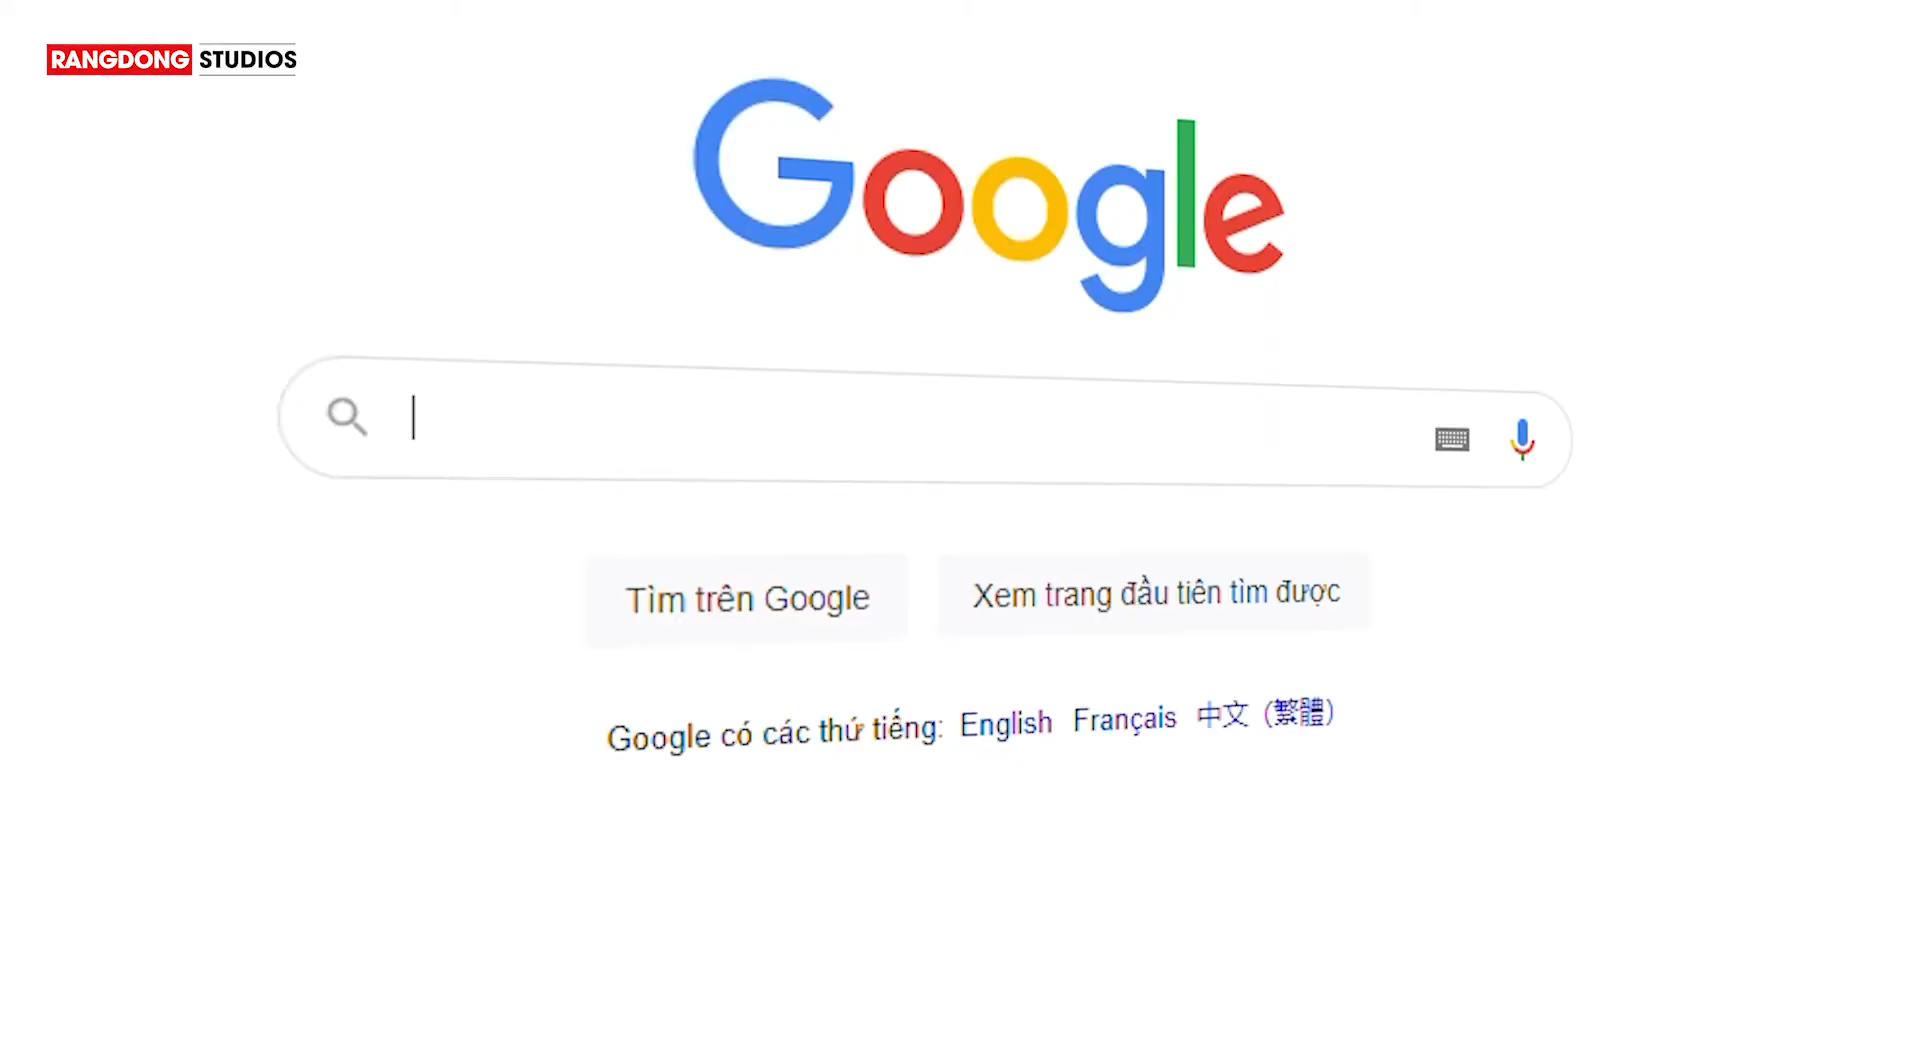 RANGDONG STUDIOS
Google
Tìm trên Google
Xem trang đầu tiên tìm được
Google có các thứ tiếng: English Français 中文 (繁體)